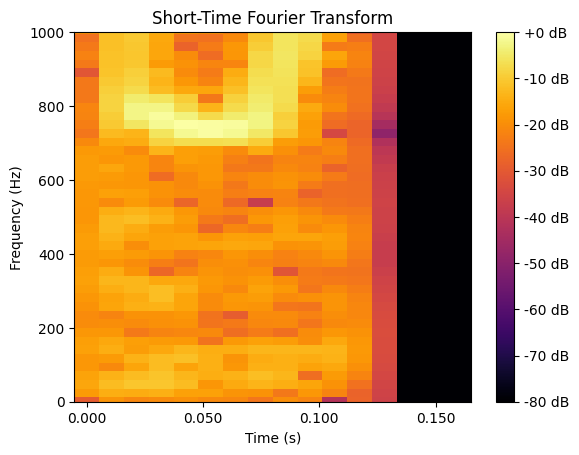 Short-Time Fourier Transform
1000
800
600
400
200
0
Frequency (Hz)
0.000
0.050
0.100
0.150
Time (s)
+0 dB
-10 dB
-20 dB
-30 dB
-40 dB
-50 dB
-60 dB
-70 dB
-80 dB